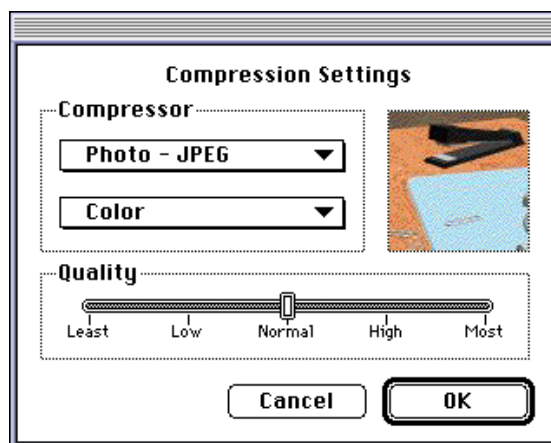 Compression Settings
Compressor
Photo - JPEG
Color
Quality
Least Low Normal High Most
Cancel OK